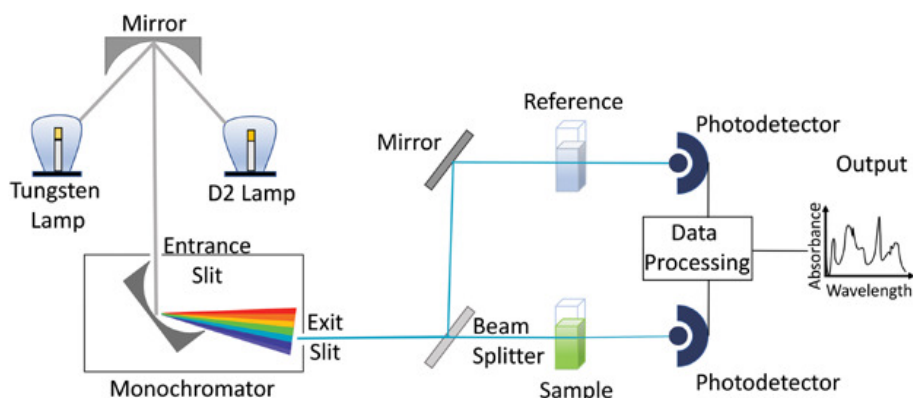 Mirror
Tungsten
Lamp
D2 Lamp
Entrance
Slit
Exit
Slit
Monochromator
Mirror
Beam
Splitter
Reference
Sample
Photodetector
Data
Processing
Photodetector
Output
Absorbance
Wavelength